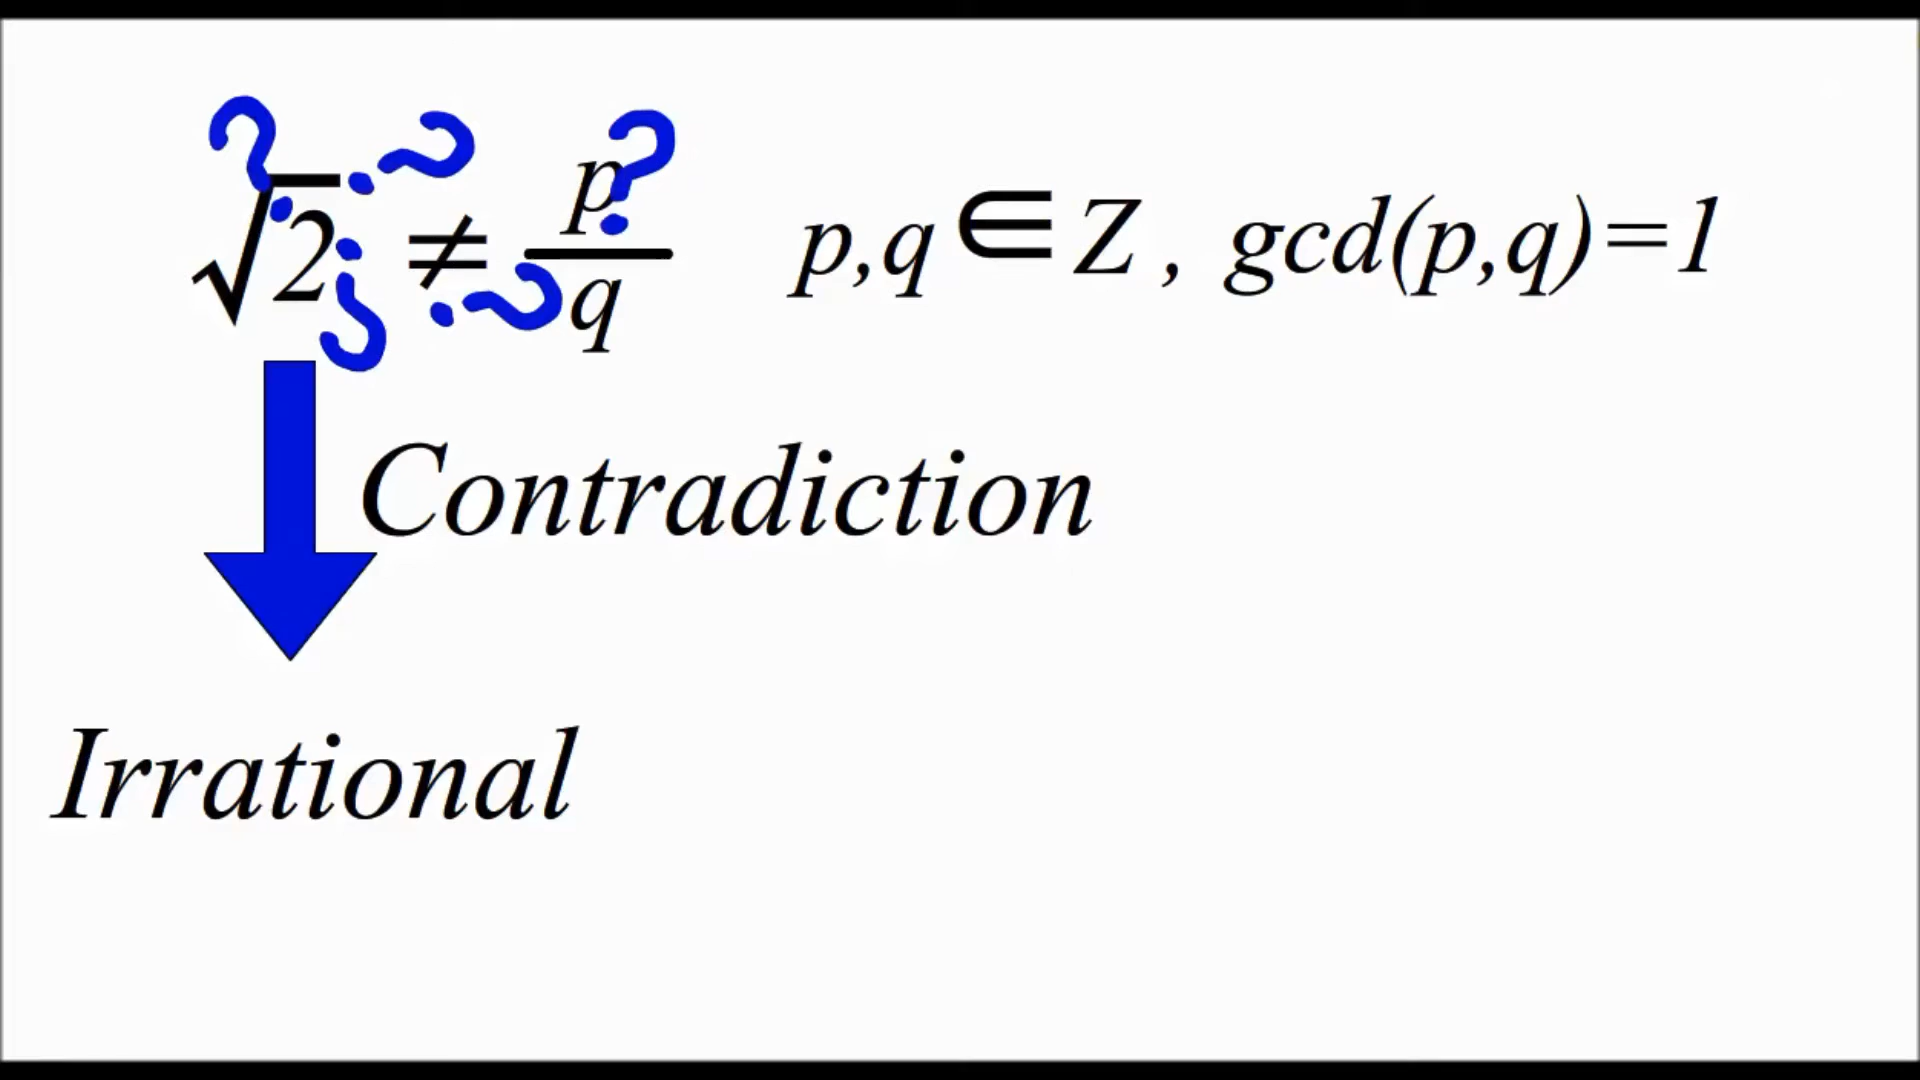 √2 ≠ p/q p,q ∈ Z , gcd(p,q)=1
? ? ? ? ?
Contradiction
Irrational